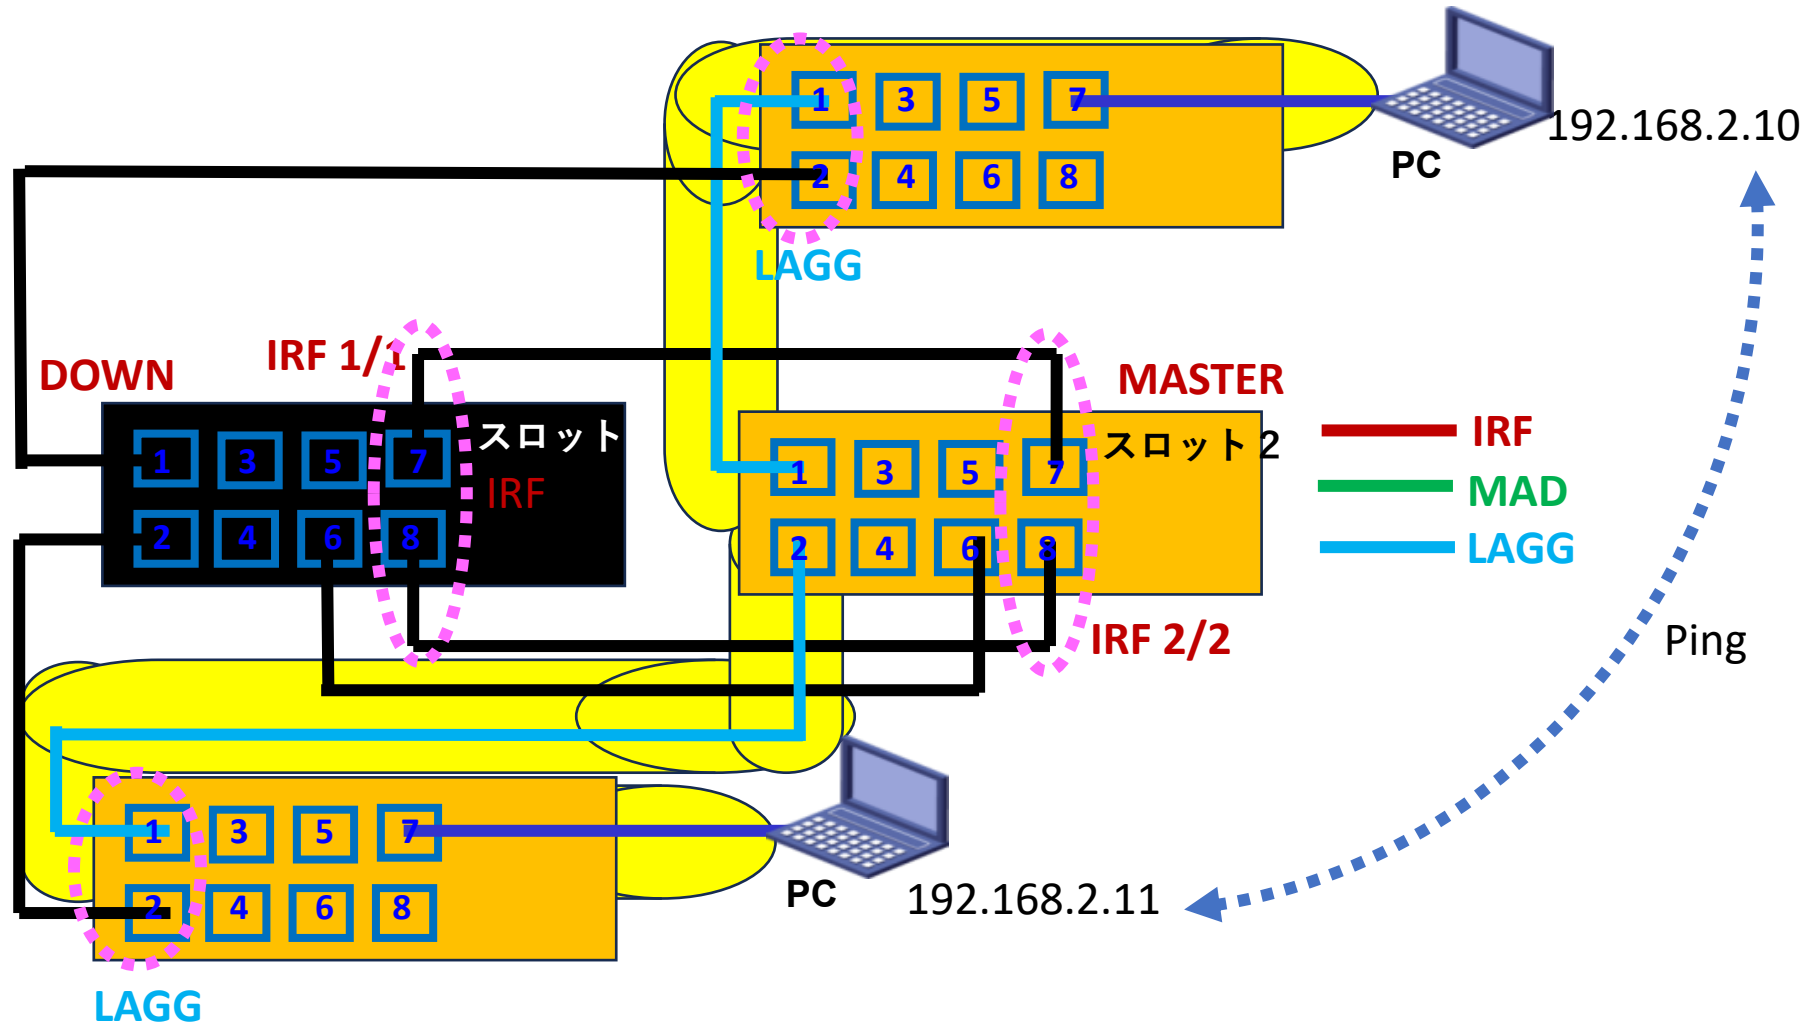 1 3 5 7
2 4 6 8
192.168.2.10
PC
LAGG
IRF 1/1
DOWN
MASTER
スロット
IRF
1 3 5 7
2 4 6 8
スロット2
1 3 5 7
2 4 6 8
IRF
MAD
LAGG
IRF 2/2
Ping
1 3 5 7
2 4 6 8
PC
192.168.2.11
LAGG